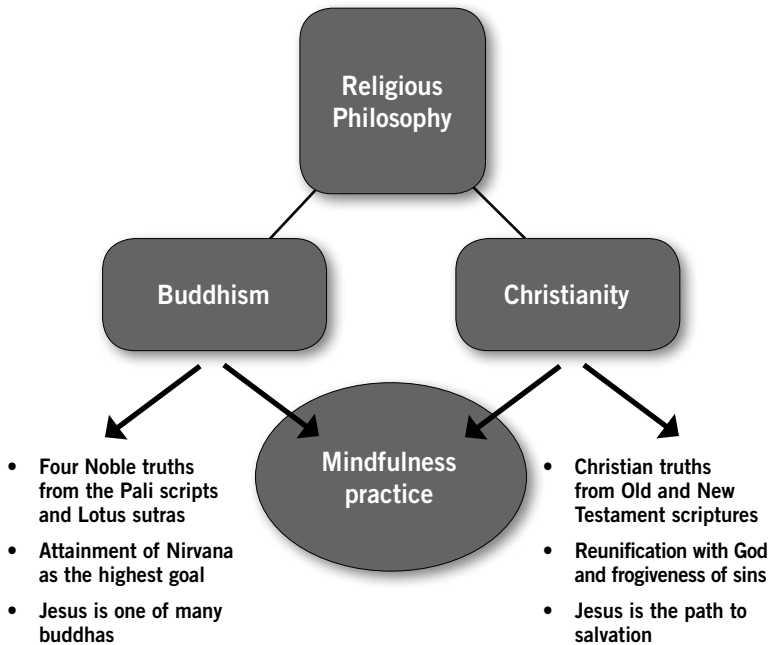 Religious
Philosophy
Buddhism
Christianity
Mindfulness
practice
• Four Noble truths
from the Pali scripts
and Lotus sutras
• Attainment of Nirvana
as the highest goal
• Jesus is one of many
buddhas
• Christian truths
from Old and New
Testament scriptures
• Reunification with God
and frogiveness of sins
• Jesus is the path to
salvation